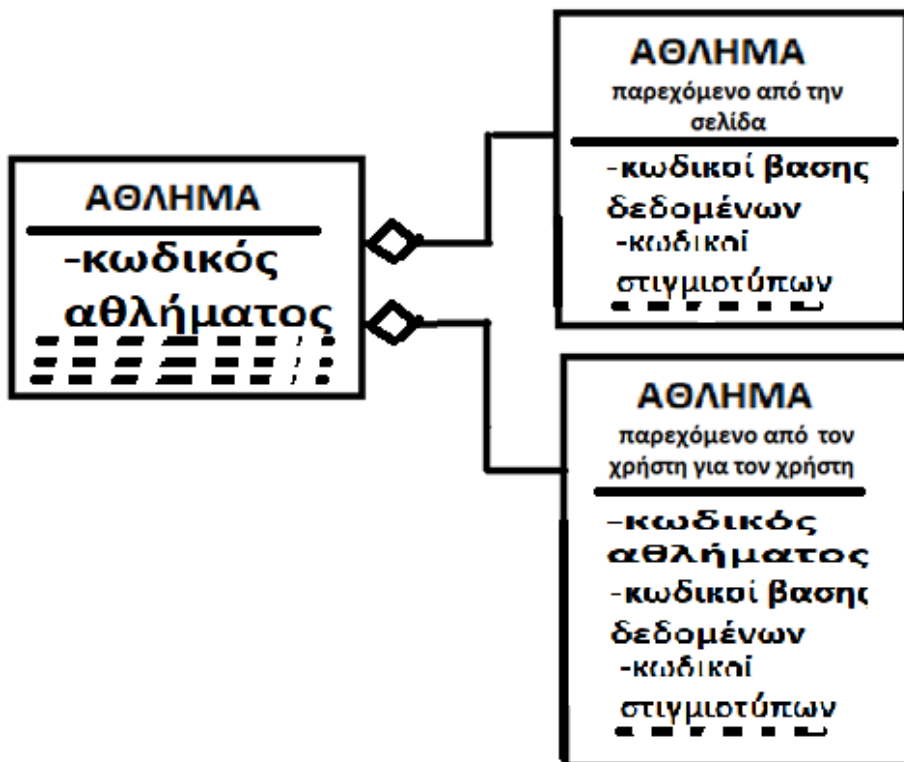 ΑΘΛΗΜΑ
-κωδικός
αθλήματος
ΑΘΛΗΜΑ
παρεχόμενο από την
σελίδα
-κωδικοί βασης
δεδομένων
-κωδικοί
στιγμιοτύπων
ΑΘΛΗΜΑ
παρεχόμενο από τον
χρήστη για τον χρήστη
-κωδικός
αθλήματος
-κωδικοί βασης
δεδομένων
-κωδικοί
στιγμιοτύπων